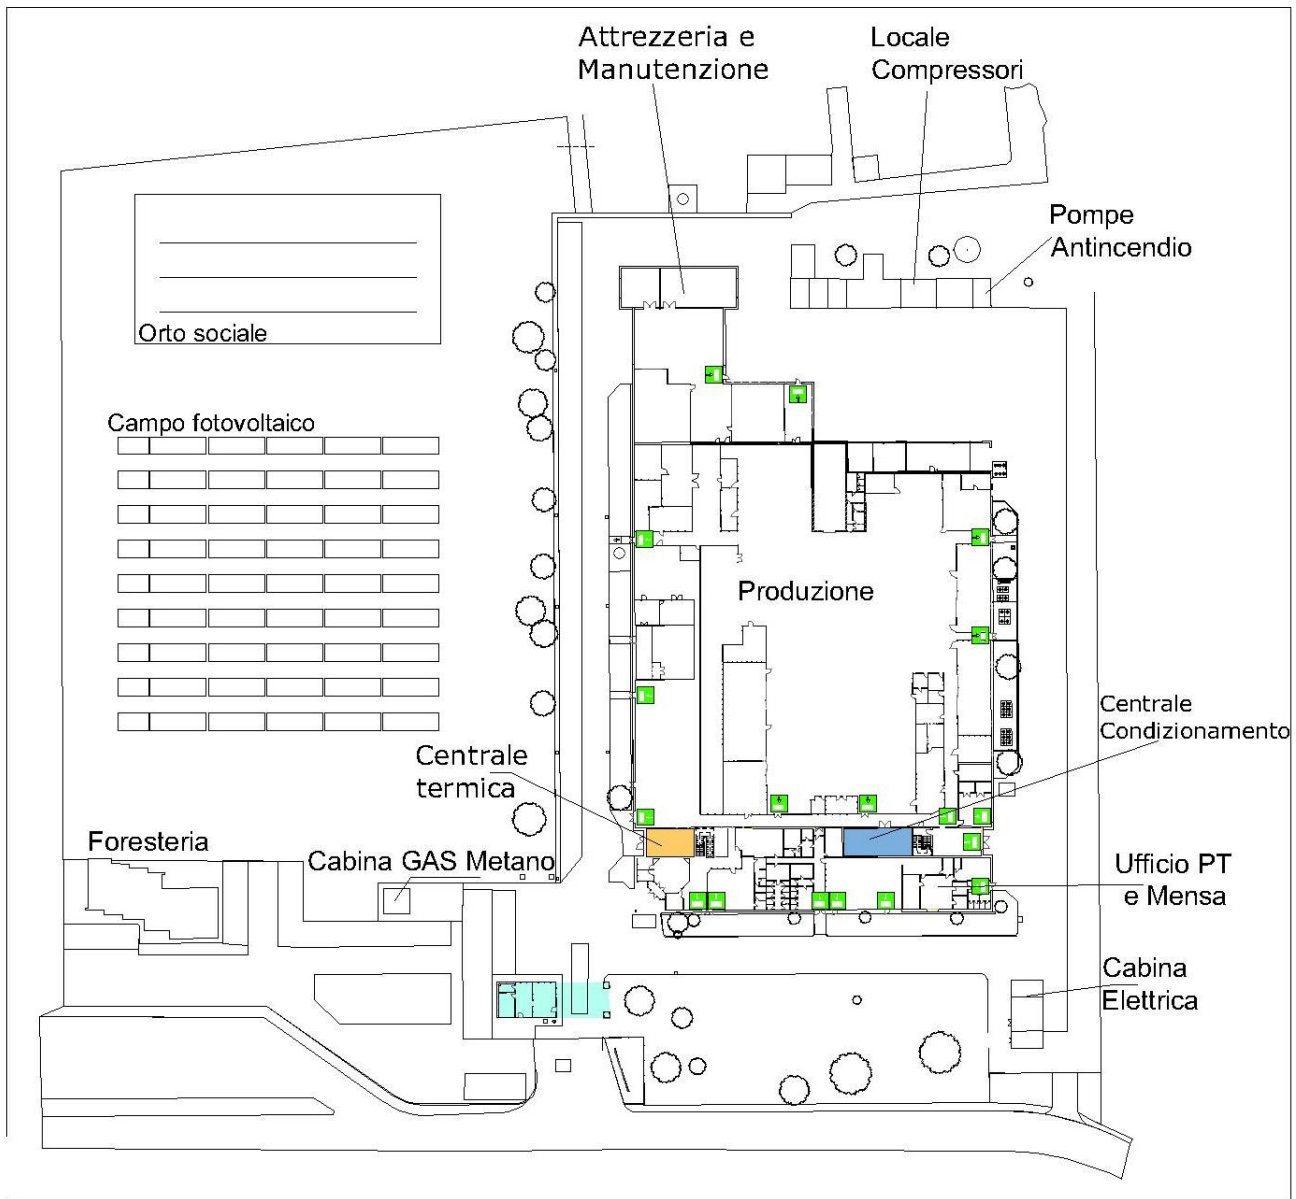 Attrezzeria e
Manutenzione
Locale
Compressori
Pompe
Antincendio
Orto sociale
Campo fotovoltaico
Produzione
Centrale
Condizionamento
Centrale
termica
Foresteria
Cabina GAS Metano
Ufficio PT
e Mensa
Cabina
Elettrica